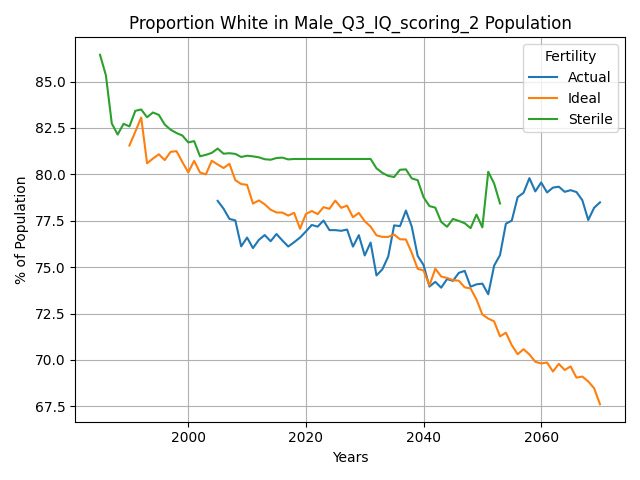 Proportion White in Male_Q3_IQ_scoring_2 Population
Fertility
Actual
Ideal
Sterile
% of Population
85.0
82.5
80.0
77.5
75.0
72.5
70.0
67.5
2000
2020
2040
2060
Years